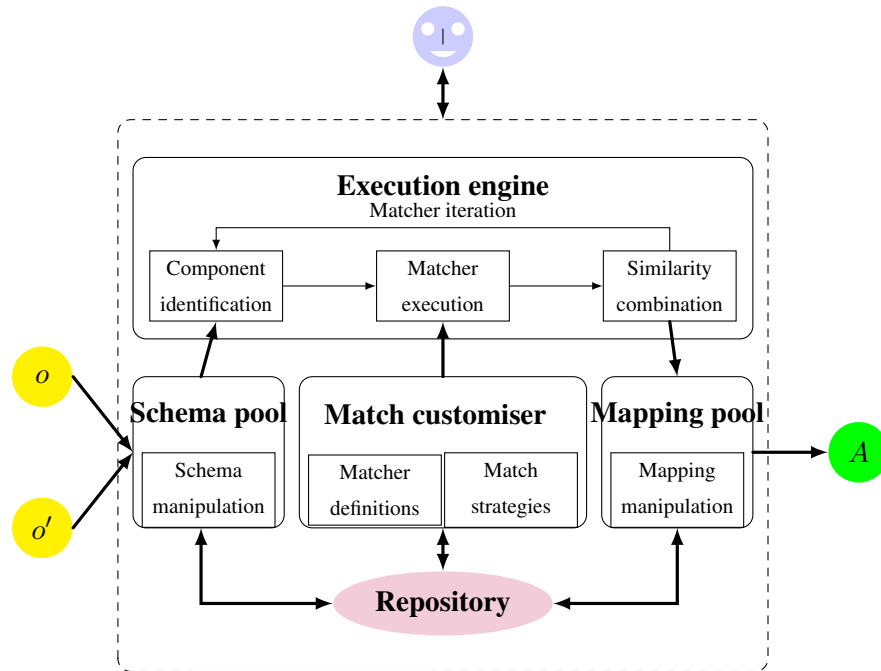 Execution engine
Matcher iteration
Component
identification
Matcher
execution
Similarity
combination
o
o′
Schema pool
Schema
manipulation
Match customiser
Matcher
definitions
Match
strategies
Mapping pool
Mapping
manipulation
A
Repository